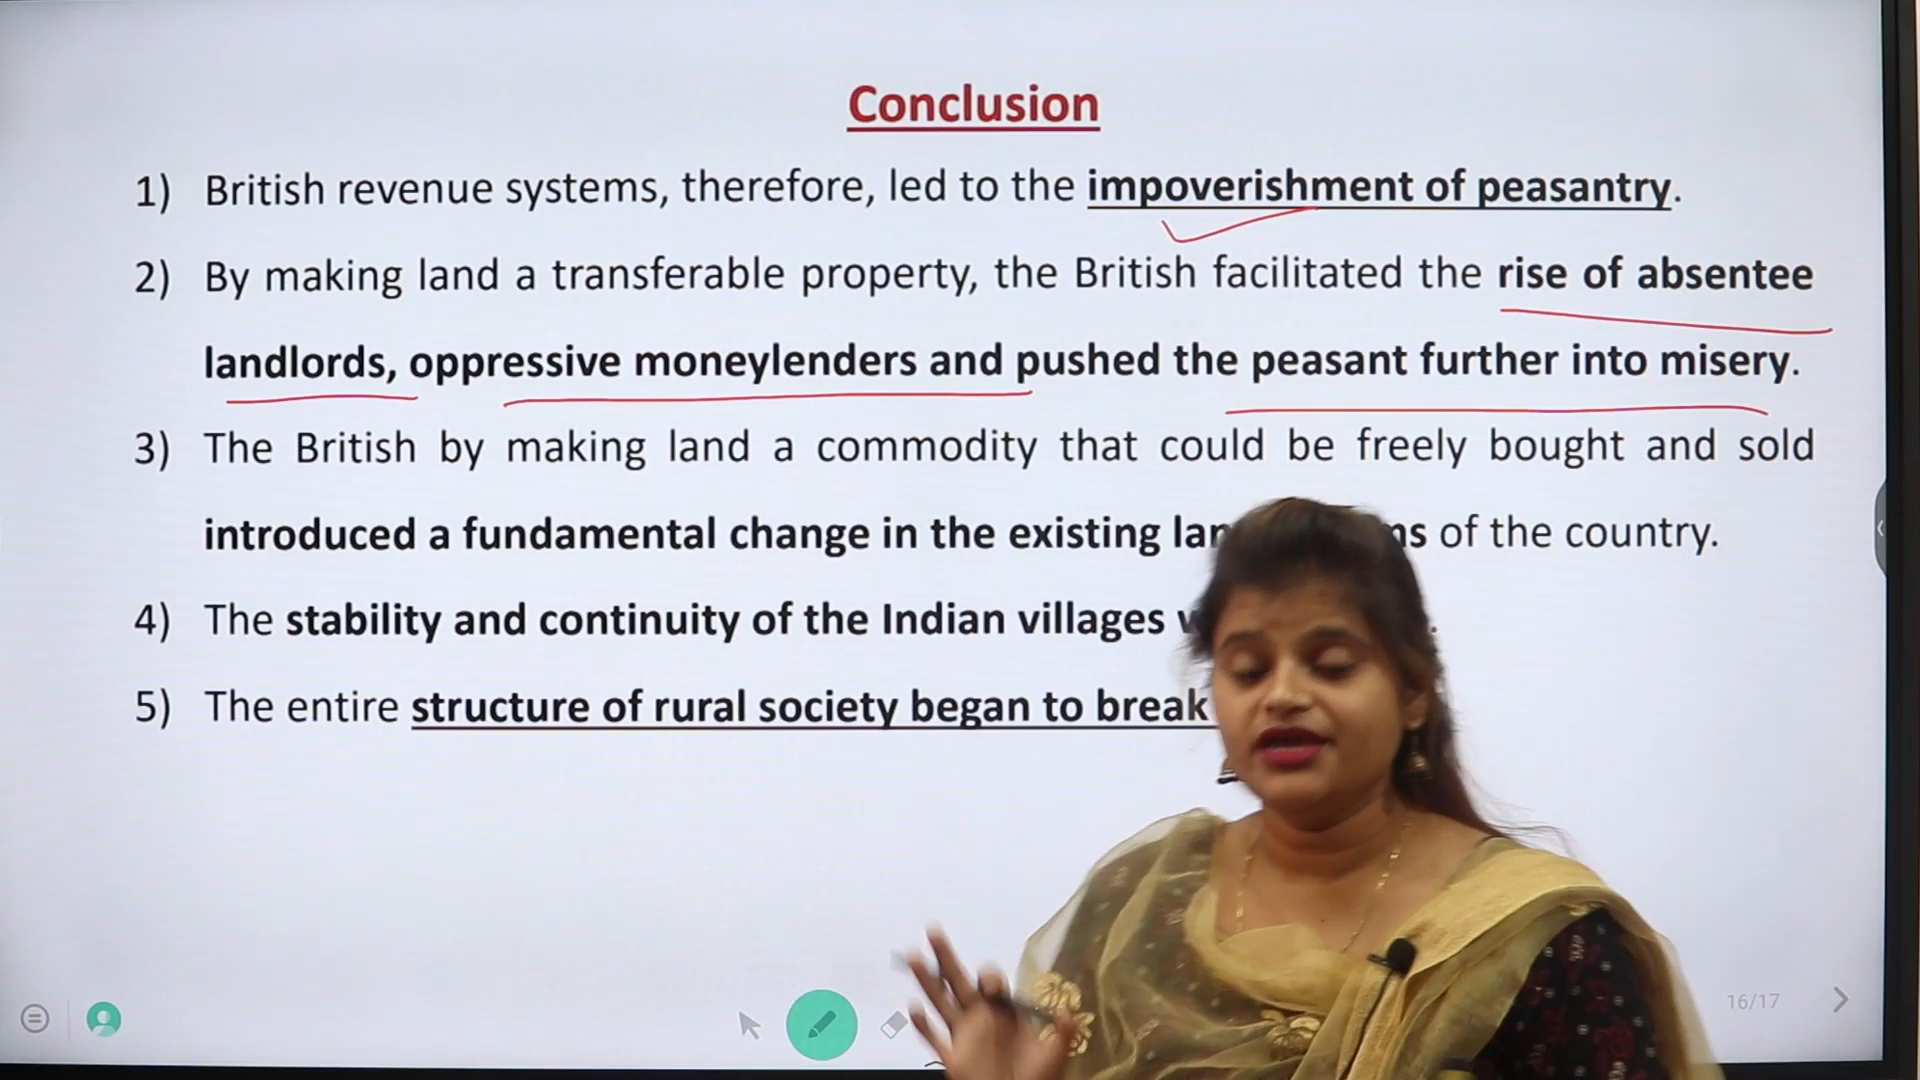 Conclusion
1) British revenue systems, therefore, led to the impoverishment of peasantry.
2) By making land a transferable property, the British facilitated the rise of absentee
landlords, oppressive moneylenders and pushed the peasant further into misery.
3) The British by making land a commodity that could be freely bought and sold
introduced a fundamental change in the existing of the country.
4) The stability and continuity of the Indian villages
5) The entire structure of rural society began to break
16/17